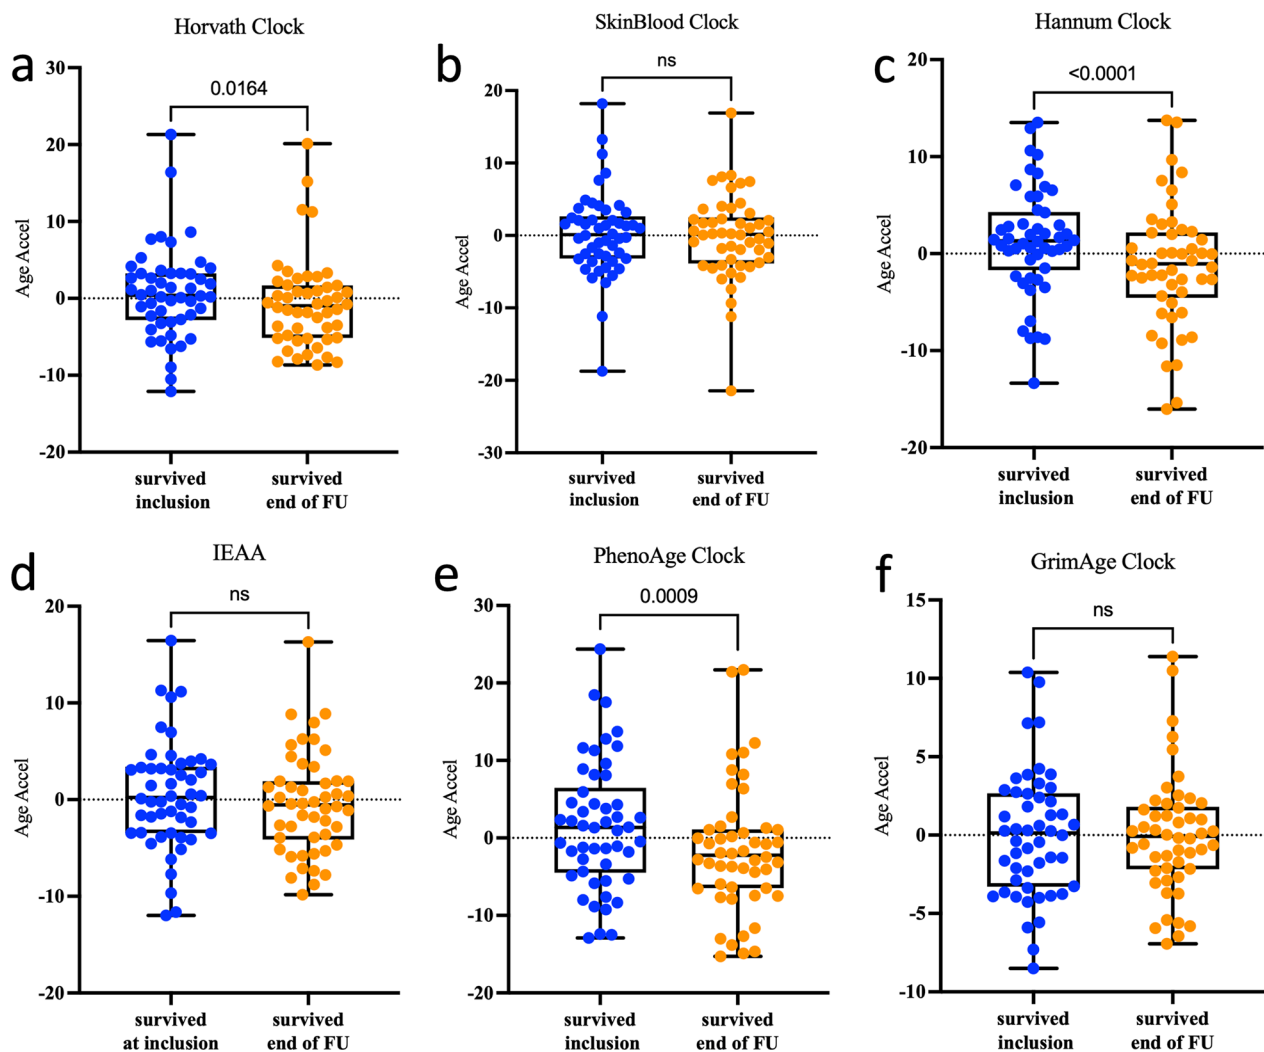 Horvath Clock
a
30
20
10
0
-10
-20
Age Accel
0.0164
survived
inclusion
survived
end of FU
SkinBlood Clock
b
20
10
0
-10
-20
-30
Age Accel
ns
survived
inclusion
survived
end of FU
Hannum Clock
c
20
10
0
-10
-20
Age Accel
<0.0001
survived
inclusion
survived
end of FU
IEAA
d
20
10
0
-10
-20
Age Accel
ns
survived
at inclusion
survived
end of FU
PhenoAge Clock
e
30
20
10
0
-10
-20
Age Accel
0.0009
survived
inclusion
survived
end of FU
GrimAge Clock
f
15
10
5
0
-5
-10
Age Accel
ns
survived
inclusion
survived
end of FU